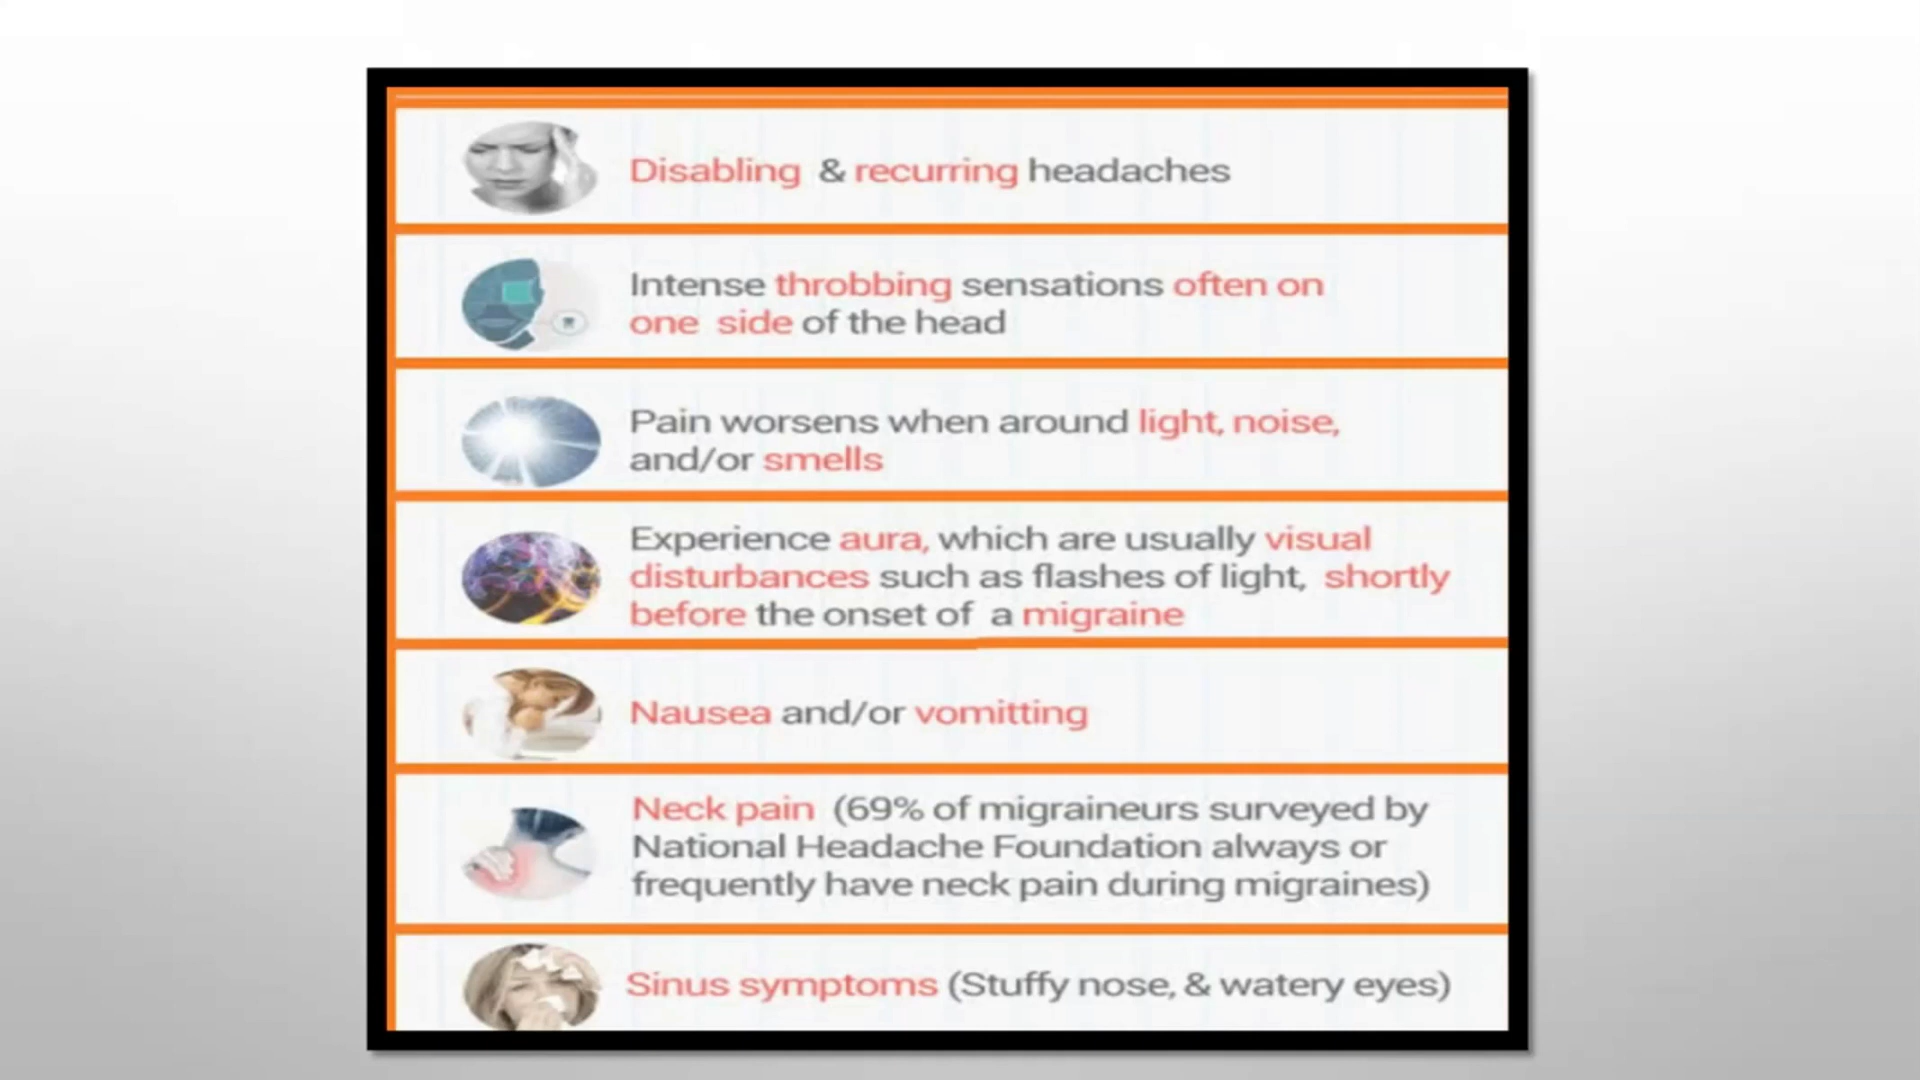 Disabling & recurring headaches
Intense throbbing sensations often on
one side of the head
Pain worsens when around light, noise,
and/or smells
Experience aura, which are usually visual
disturbances such as flashes of light, shortly
before the onset of a migraine
Nausea and/or vomitting
Neck pain (69% of migraineurs surveyed by
National Headache Foundation always or
frequently have neck pain during migraines)
Sinus symptoms (Stuffy nose, & watery eyes)